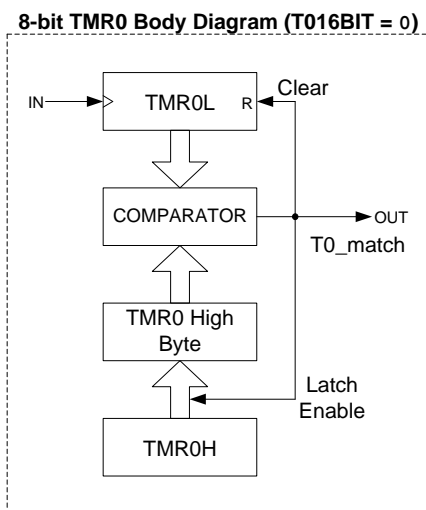 8-bit TMR0 Body Diagram (T016BIT = 0)
IN
TMR0L
R
Clear
COMPARATOR
OUT
T0_match
TMR0 High
Byte
Latch
Enable
TMR0H